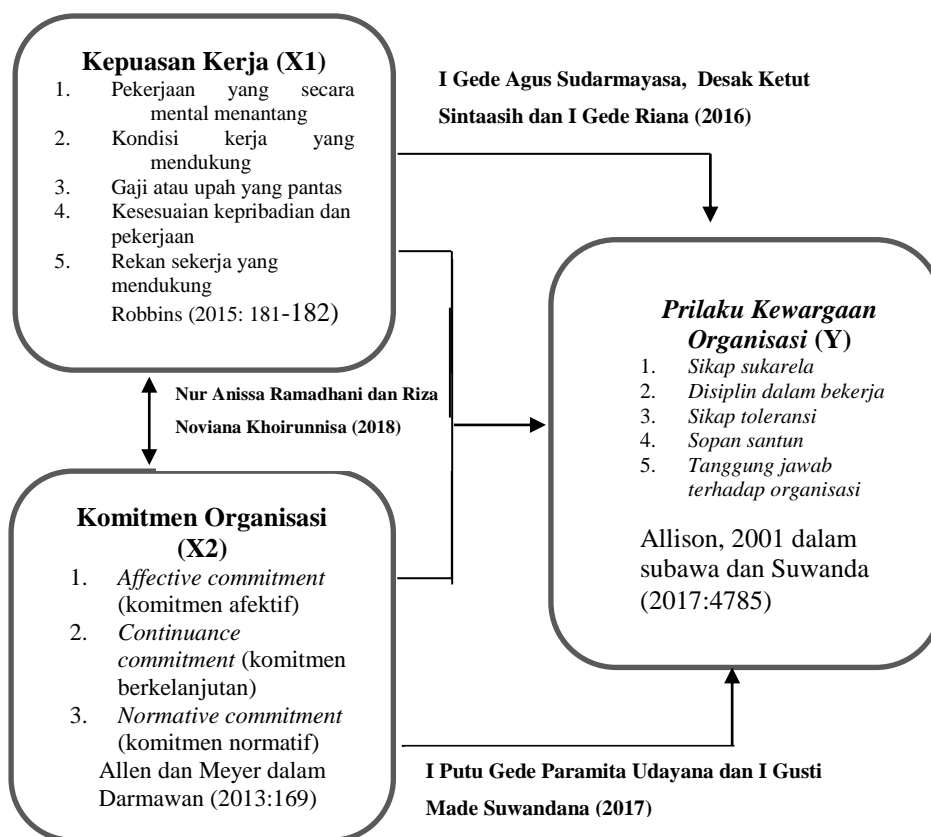 Kepuasan Kerja (X1)
1. Pekerjaan yang secara
mental menantang
2. Kondisi kerja yang
mendukung
3. Gaji atau upah yang pantas
4. Kesesuaian kepribadian dan
pekerjaan
5. Rekan sekerja yang
mendukung
Robbins (2015: 181-182)
I Gede Agus Sudarmayasa, Desak Ketut
Sintaasih dan I Gede Riana (2016)
Nur Anissa Ramadhani dan Riza
Noviana Khoirunnisa (2018)
Prilaku Kewargaan
Organisasi (Y)
1. Sikap sukarela
2. Disiplin dalam bekerja
3. Sikap toleransi
4. Sopan santun
5. Tanggung jawab
terhadap organisasi
Allison, 2001 dalam
subawa dan Suwanda
(2017:4785)
Komitmen Organisasi
(X2)
1. Affective commitment
(komitmen afektif)
2. Continuance
commitment (komitmen
berkelanjutan)
3. Normative commitment
(komitmen normatif)
Allen dan Meyer dalam
Darmawan (2013:169)
I Putu Gede Paramita Udayana dan I Gusti
Made Suwandana (2017)